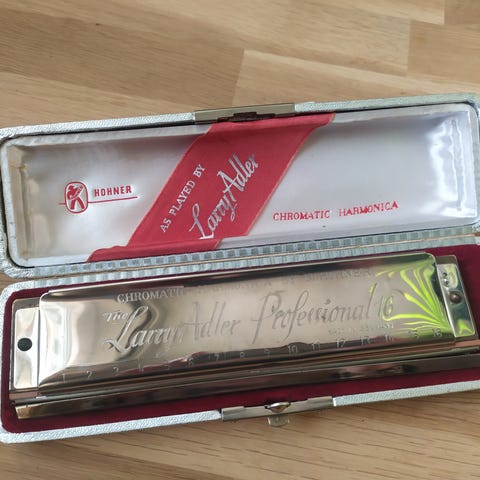 HOHNER
AS PLAYED BY
Larry Adler
CHROMATIC HARMONICA
CHROMATIC
The Larry Adler Professional 16